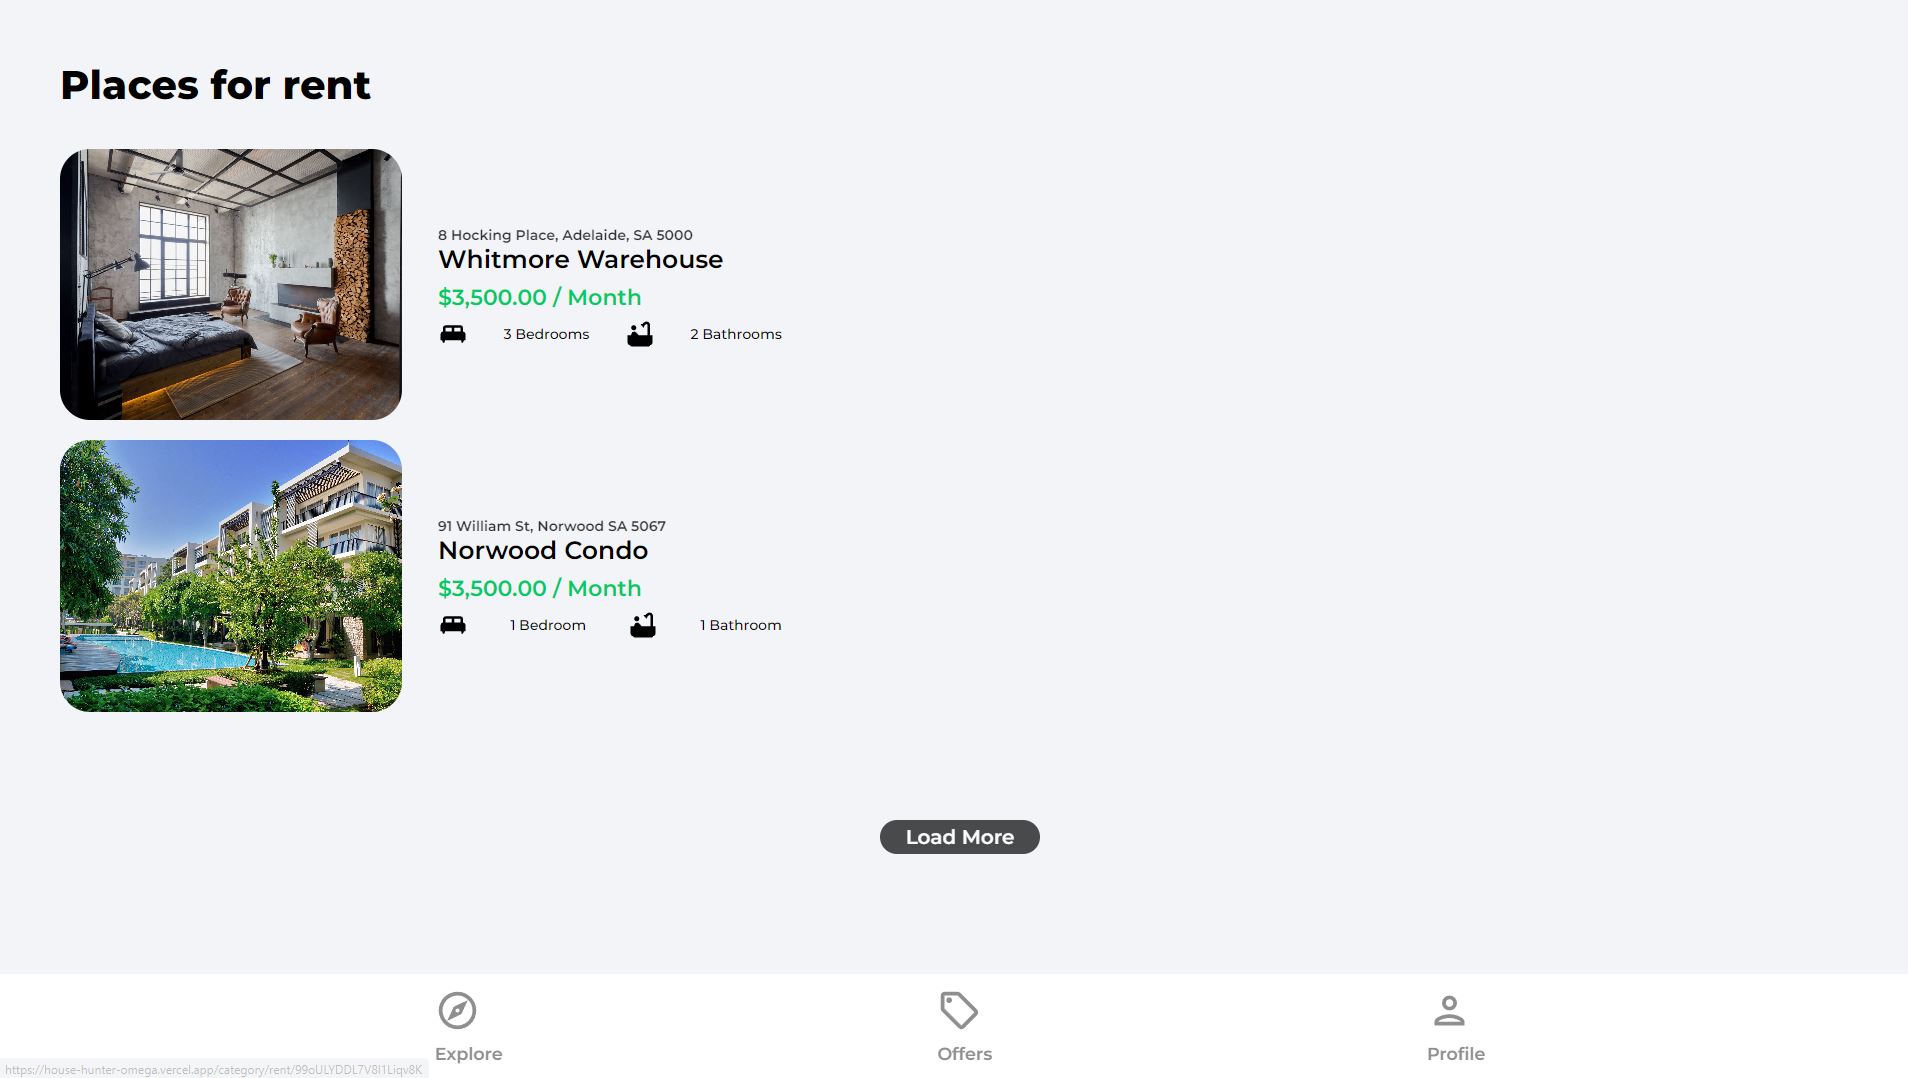 Places for rent
8 Hocking Place, Adelaide, SA 5000
Whitmore Warehouse
$3,500.00 / Month
3 Bedrooms 2 Bathrooms
91 William St, Norwood SA 5067
Norwood Condo
$3,500.00 / Month
1 Bedroom 1 Bathroom
Load More
Explore Offers Profile
https://house-hunter-omega.vercel.app/category/rent/99oULYDDL7V8I1Liqv8K